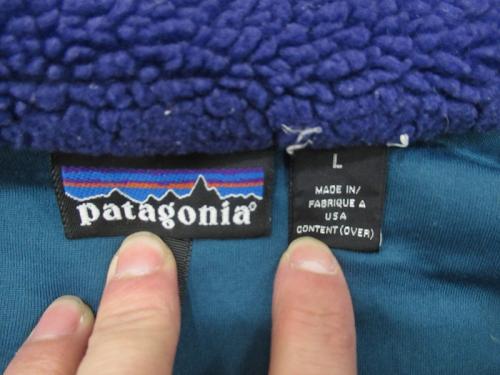 patagonia®
L
MADE IN/
FABRIQUE A
USA
CONTENT (OVER)